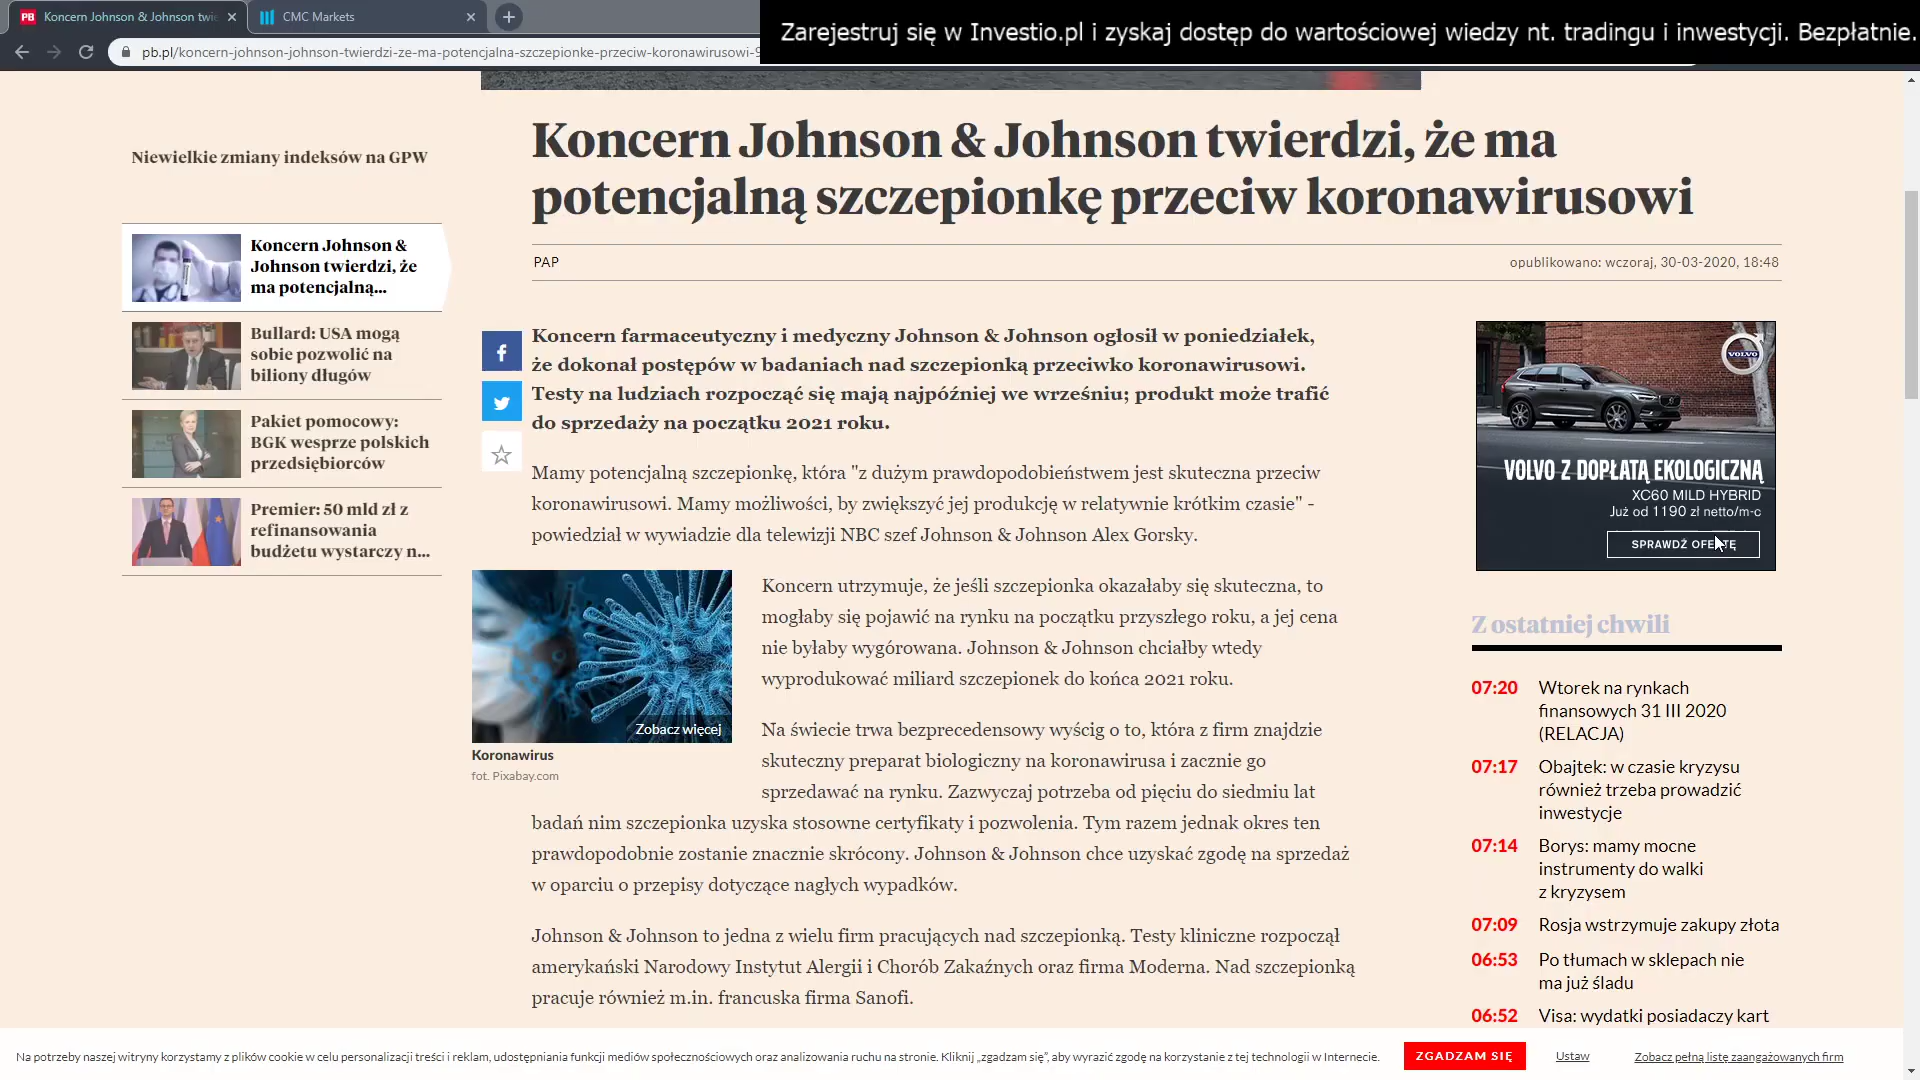 PB Koncern Johnson & Johnson twie
CMC Markets
Zarejestruj się w Investio.pl i zyskaj dostęp do wartościowej wiedzy nt. tradingu i inwestycji. Bezpłatnie.
pb.pl/koncern-johnson-johnson-twierdzi-ze-ma-potencjalna-szczepionke-przeciw-koronawirusowi-9
Niewielkie zmiany indeksów na GPW
Koncern Johnson &
Johnson twierdzi, że
ma potencjalną...
Bullard: USA mogą
sobie pozwolić na
biliony długów
Pakiet pomocowy:
BGK wesprze polskich
przedsiębiorców
Premier: 50 mld zł z
refinansowania
budżetu wystarczy n...
Koncern Johnson & Johnson twierdzi, że ma
potencjalną szczepionkę przeciw koronawirusowi
PAP
opublikowano: wczoraj, 30-03-2020, 18:48
Koncern farmaceutyczny i medyczny Johnson & Johnson ogłosił w poniedziałek,
że dokonał postępów w badaniach nad szczepionką przeciwko koronawirusowi.
Testy na ludziach rozpocząć się mają najpóźniej we wrześniu; produkt może trafić
do sprzedaży na początku 2021 roku.
Mamy potencjalną szczepionkę, która "z dużym prawdopodobieństwem jest skuteczna przeciw
koronawirusowi. Mamy możliwości, by zwiększyć jej produkcję w relatywnie krótkim czasie" -
powiedział w wywiadzie dla telewizji NBC szef Johnson & Johnson Alex Gorsky.
Zobacz więcej
Koronawirus
fot. Pixabay.com
Koncern utrzymuje, że jeśli szczepionka okazałaby się skuteczna, to
mogłaby się pojawić na rynku na początku przyszłego roku, a jej cena
nie byłaby wygórowana. Johnson & Johnson chciałby wtedy
wyprodukować miliard szczepionek do końca 2021 roku.
Na świecie trwa bezprecedensowy wyścig o to, która z firm znajdzie
skuteczny preparat biologiczny na koronawirusa i zacznie go
sprzedawać na rynku. Zazwyczaj potrzeba od pięciu do siedmiu lat
badań nim szczepionka uzyska stosowne certyfikaty i pozwolenia. Tym razem jednak okres ten
prawdopodobnie zostanie znacznie skrócony. Johnson & Johnson chce uzyskać zgodę na sprzedaż
w oparciu o przepisy dotyczące nagłych wypadków.
Johnson & Johnson to jedna z wielu firm pracujących nad szczepionką. Testy kliniczne rozpoczął
amerykański Narodowy Instytut Alergii i Chorób Zakaźnych oraz firma Moderna. Nad szczepionką
pracuje również m.in. francuska firma Sanofi.
VOLVO
VOLVO Z DOPŁATĄ EKOLOGICZNĄ
XC60 MILD HYBRID
Już od 1190 zł netto/m-c
SPRAWDŹ OFERTĘ
Z ostatniej chwili
07:20 Wtorek na rynkach
finansowych 31 III 2020
(RELACJA)
07:17 Obajtek: w czasie kryzysu
również trzeba prowadzić
inwestycje
07:14 Borys: mamy mocne
instrumenty do walki
z kryzysem
07:09 Rosja wstrzymuje zakupy złota
06:53 Po tłumach w sklepach nie
ma już śladu
06:52 Visa: wydatki posiadaczy kart
Na potrzeby naszej witryny korzystamy z plików cookie w celu personalizacji treści i reklam, udostępniania funkcji mediów społecznościowych oraz analizowania ruchu na stronie. Kliknij „zgadzam się”, aby wyrazić zgodę na korzystanie z tej technologii w Internecie.
ZGADZAM SIĘ
Ustaw
Zobacz pełną listę zaangażowanych firm